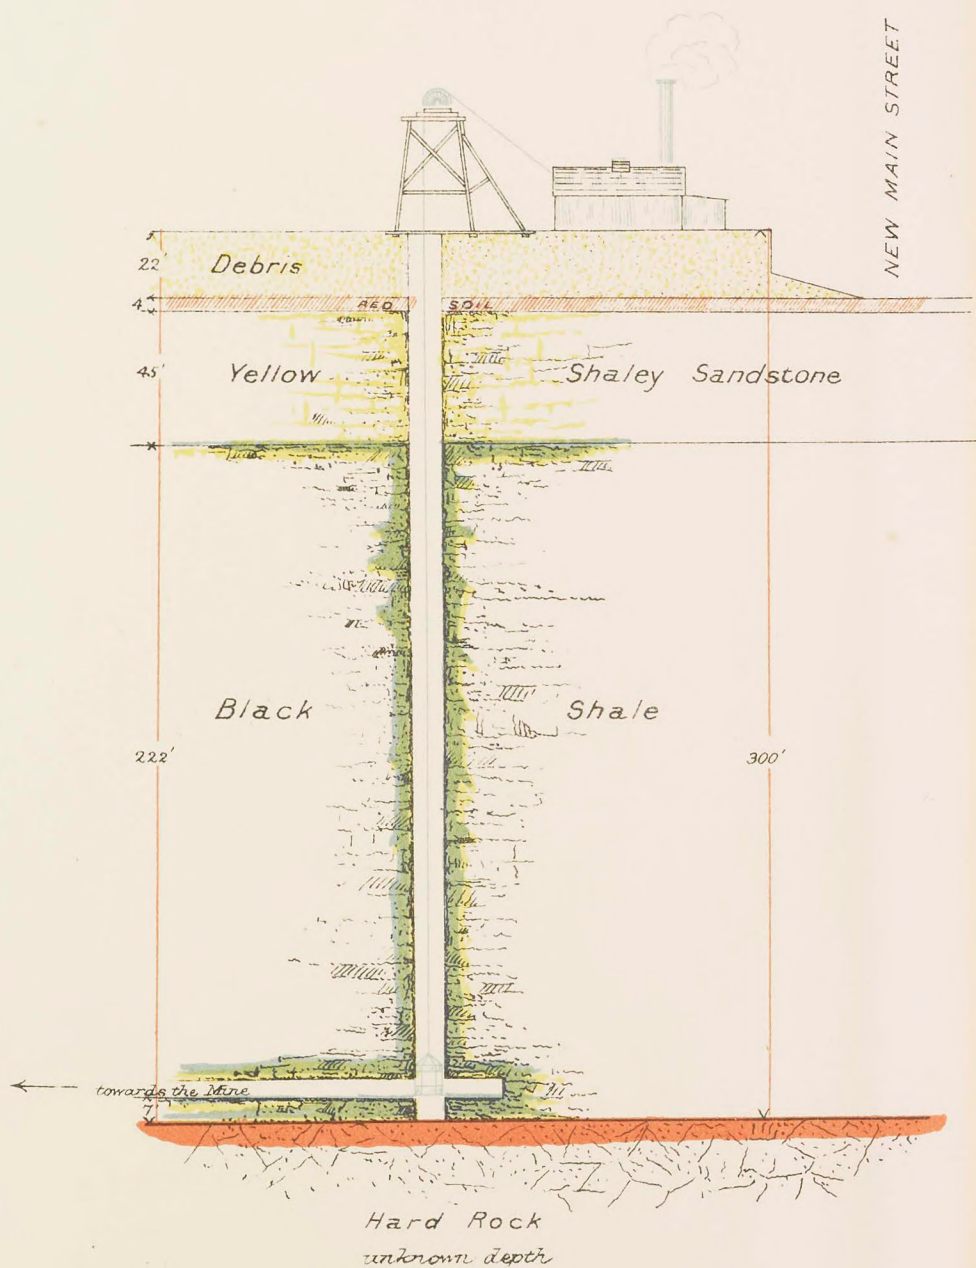 NEW MAIN STREET
22'
Debris
4'
RED SOIL
45'
Yellow Shaley Sandstone
Black Shale
222'
300'
towards the Mine
7'
Hard Rock
unknown depth